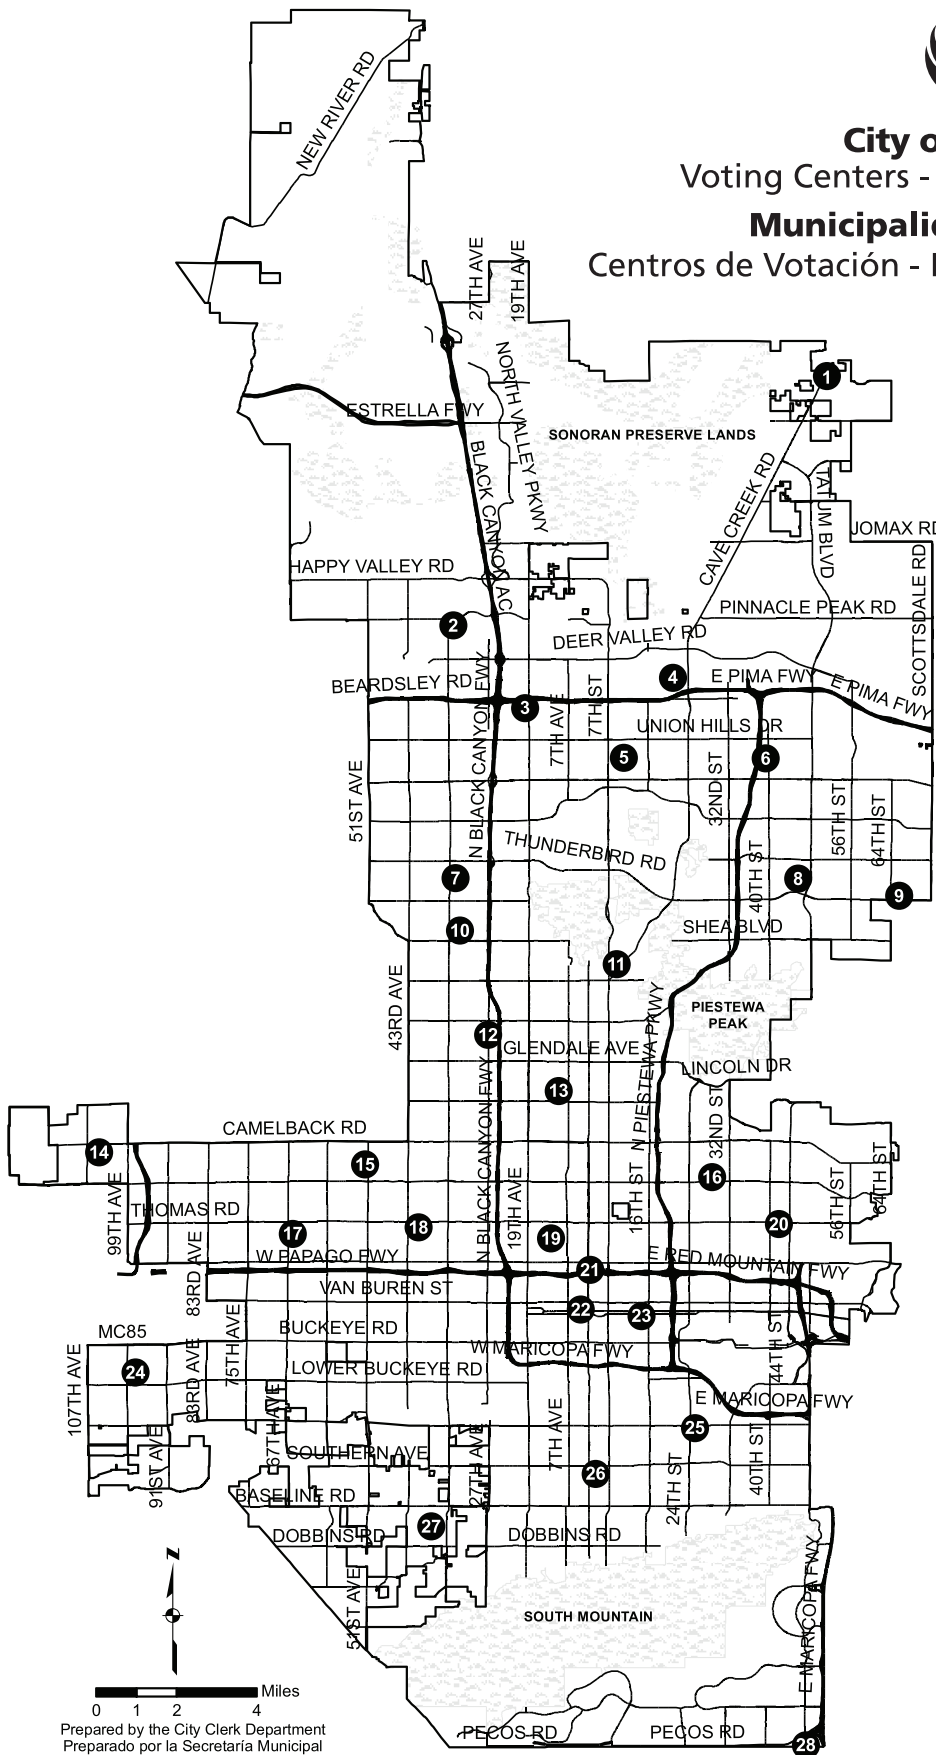 NEW RIVER RD
City o
Voting Centers -
Municipali
Centros de Votación -
27TH AVE
19TH AVE
1
NORTH VALLEY PKWY
ESTRELLA FWY
SONORAN PRESERVE LANDS
BLACK CANYON AC
CAVE CREEK RD
TATUM BLVD
JOMAX RD
HAPPY VALLEY RD
SCOTTSDALE RD
PINNACLE PEAK RD
2
DEER VALLEY RD
BEARDSLEY RD
4
E PIMA FWY
E PIMA FWY
N BLACK CANYON FWY
3
7TH AVE
7TH ST
UNION HILLS DR
5
6
32ND ST
51ST AVE
56TH ST
64TH ST
THUNDERBIRD RD
7
40TH ST
8
9
10
SHEA BLVD
11
43RD AVE
PIESTEWA
PEAK
12
GLENDALE AVE
N PIESTEWA PKWY
LINCOLN DR
13
N BLACK CANYON FWY
32ND ST
CAMELBACK RD
14
15
16
99TH AVE
19TH AVE
16TH ST
56TH ST
64TH ST
THOMAS RD
17
18
19
20
83RD AVE
W PAPAGO FWY
E RED MOUNTAIN FWY
21
VAN BUREN ST
22
23
75TH AVE
BUCKEYE RD
MC85
44TH ST
W MARICOPA FWY
LOWER BUCKEYE RD
24
107TH AVE
83RD AVE
67TH AVE
E MARICOPA FWY
7TH AVE
25
SOUTHERN AVE
91ST AVE
27TH AVE
24TH ST
40TH ST
26
BASELINE RD
27
DOBBINS RD
DOBBINS RD
51ST AVE
SOUTH MOUNTAIN
E MARICOPA FWY
N
Miles
0 1 2 4
PECOS RD
PECOS RD
28
Prepared by the City Clerk Department
Preparado por la Secretaría Municipal